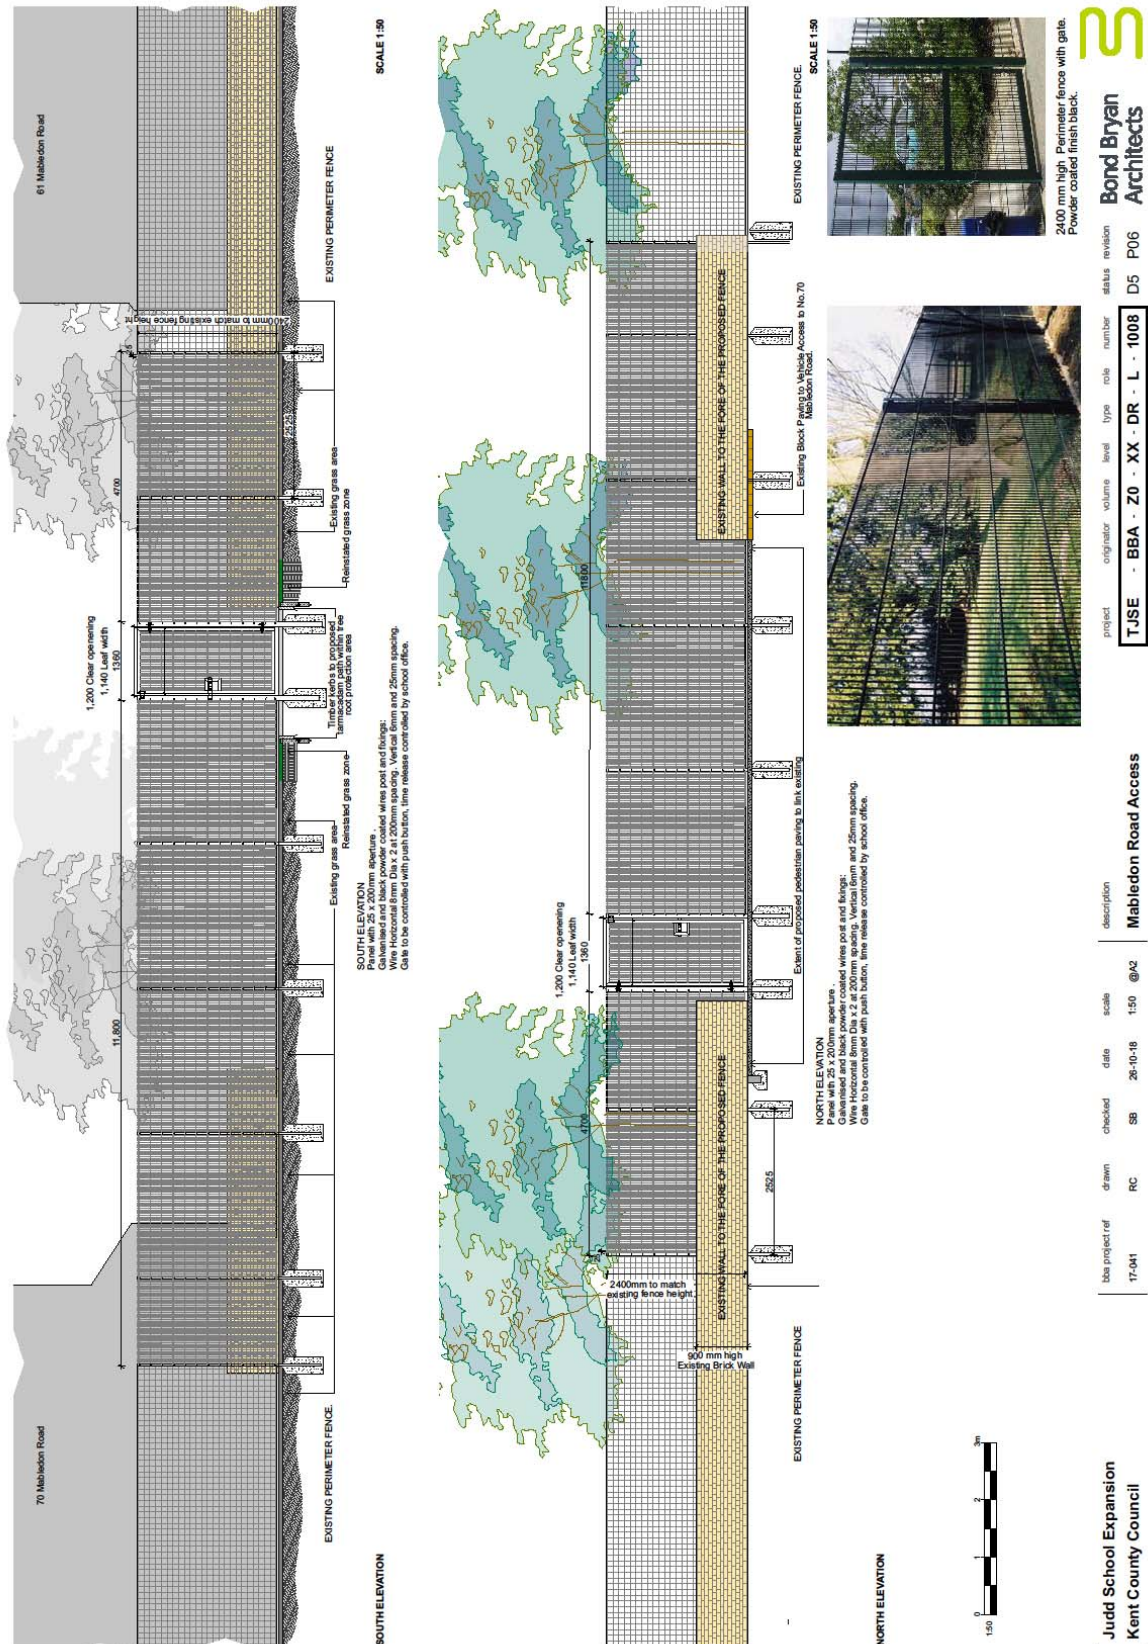 70 Mabledon Road
61 Mabledon Road
11,800
1,200 Clear openening
1,140 Leaf width
1360
4700
25
2400mm to match existing fence height
2525
EXISTING PERIMETER FENCE.
Existing grass area
Reinstated grass zone
Timber kerbs to proposed
tarmacadam path within tree
root protection area
Reinstated grass zone
Existing grass area
EXISTING PERIMETER FENCE
SOUTH ELEVATION
Panel with 25 x 200mm aperture .
Galvanised and black powder coated wires post and fixings:
Wire Horizontal 8mm Dia x 2 at 200mm spacing. Vertical 6mm and 25mm spacing.
Gate to be controlled with push button, time release controlled by school office.
SOUTH ELEVATION
SCALE 1:50
4700
1,200 Clear openening
1,140 Leaf width
1360
11800
25
2400mm to match
existing fence height.
EXISTING WALL TO THE FORE OF THE PROPOSED FENCE
EXISTING WALL TO THE FORE OF THE PROPOSED FENCE
900 mm high
Existing Brick Wall
2525
EXISTING PERIMETER FENCE
Extent of proposed pedestrian paving to link existing
Existing Block Paving to Vehicle Access to No.70
Mabledon Road.
EXISTING PERIMETER FENCE.
NORTH ELEVATION
Panel with 25 x 200mm aperture .
Galvanised and black powder coated wires post and fixings:
Wire Horizontal 8mm Dia x 2 at 200mm spacing. Vertical 6mm and 25mm spacing.
Gate to be controlled with push button, time release controlled by school office.
NORTH ELEVATION
SCALE 1:50
0 1 2 3m
1:50
2400 mm high Perimeter fence with gate.
Powder coated finish black.
Judd School Expansion
Kent County Council
bba project ref drawn checked date scale description
17-041 RC SB 26-10-18 1:50 @A2 Mabledon Road Access
project originator volume level type role number status revision
TJSE - BBA - Z0 - XX - DR - L - 1008 D5 P06
Bond Bryan
Architects